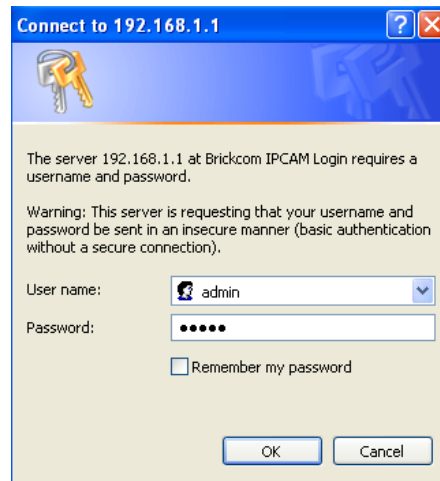 Connect to 192.168.1.1
The server 192.168.1.1 at Brickcom IPCAM Login requires a
username and password.
Warning: This server is requesting that your username and
password be sent in an insecure manner (basic authentication
without a secure connection).
User name:
admin
Password:
●●●●●
Remember my password
OK
Cancel